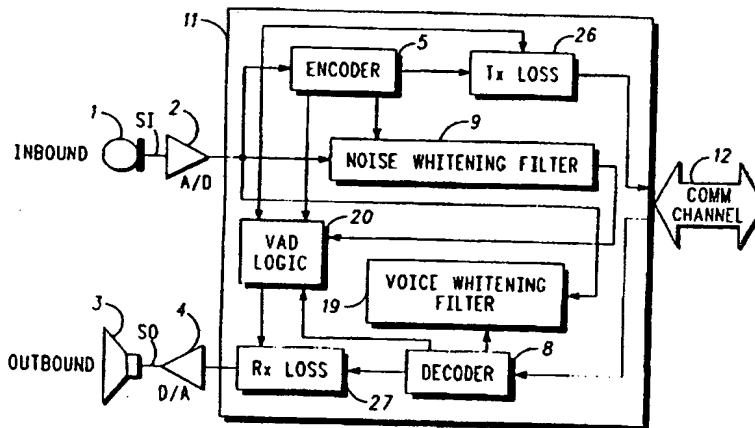 11
5
26
ENCODER
Tx LOSS
1
SI
2
9
INBOUND
NOISE WHITENING FILTER
12
A/D
COMM
CHANNEL
20
VAD
LOGIC
VOICE WHITENING
FILTER
19
3
SO
4
8
OUTBOUND
Rx LOSS
DECODER
D/A
27